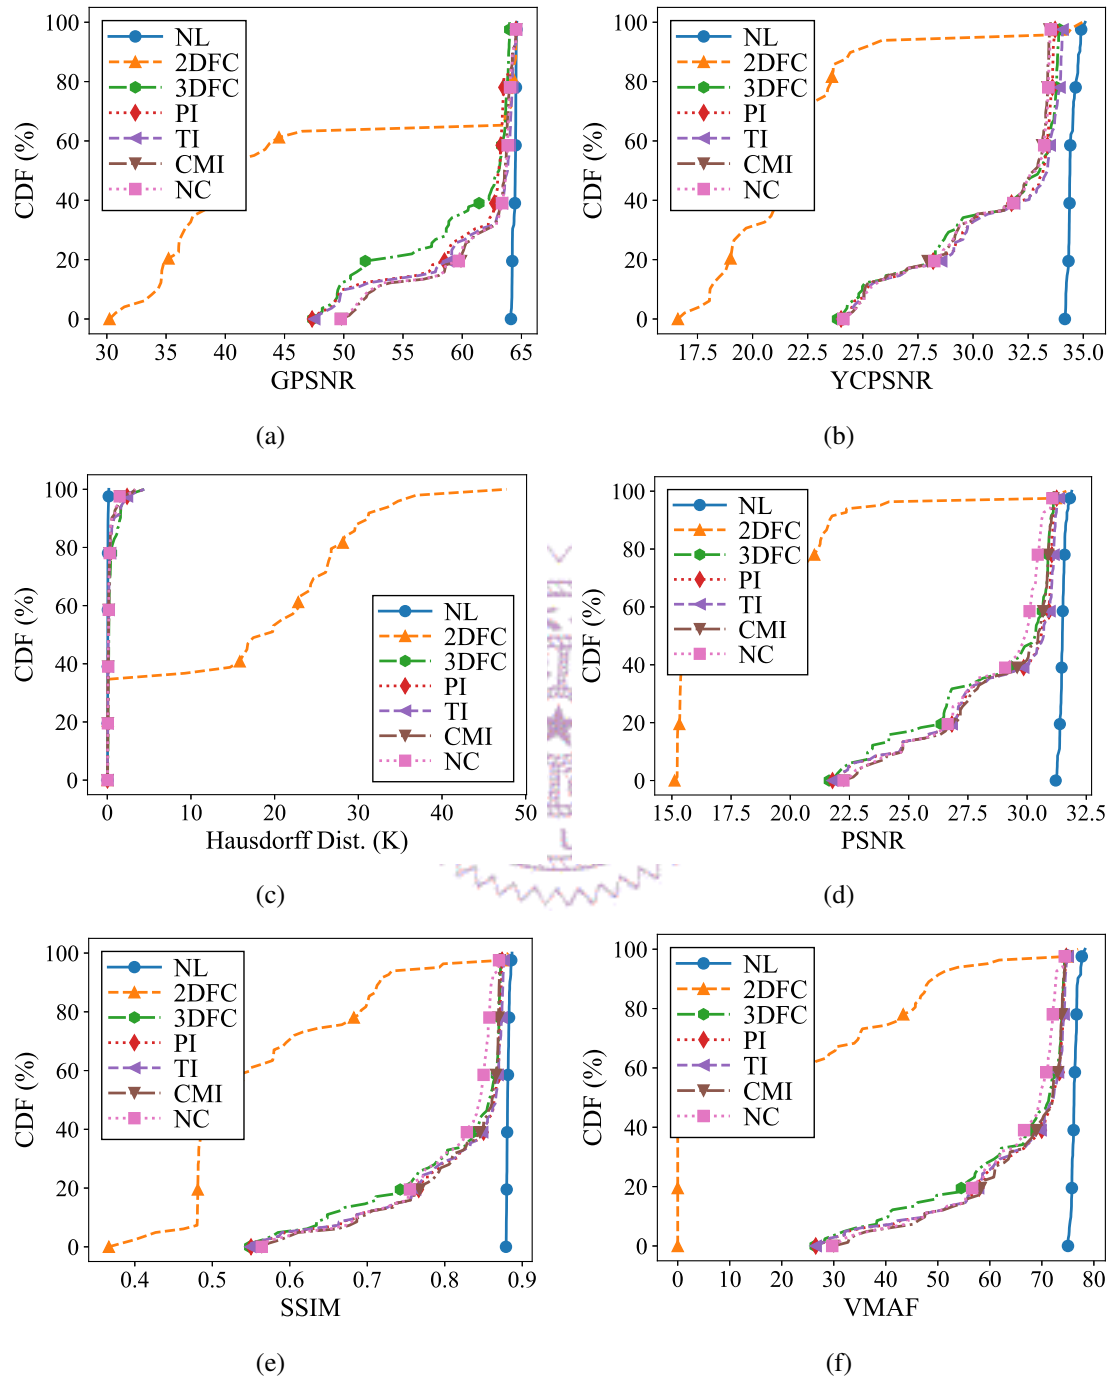 CDF (%)
100
80
60
40
20
0
NL
2DFC
3DFC
PI
TI
CMI
NC
30 35 40 45 50 55 60 65
GPSNR
(a)
CDF (%)
100
80
60
40
20
0
NL
2DFC
3DFC
PI
TI
CMI
NC
17.5 20.0 22.5 25.0 27.5 30.0 32.5 35.0
YCPSNR
(b)
CDF (%)
100
80
60
40
20
0
NL
2DFC
3DFC
PI
TI
CMI
NC
0 10 20 30 40 50
Hausdorff Dist. (K)
(c)
CDF (%)
100
80
60
40
20
0
NL
2DFC
3DFC
PI
TI
CMI
NC
15.0 17.5 20.0 22.5 25.0 27.5 30.0 32.5
PSNR
(d)
CDF (%)
100
80
60
40
20
0
NL
2DFC
3DFC
PI
TI
CMI
NC
0.4 0.5 0.6 0.7 0.8 0.9
SSIM
(e)
CDF (%)
100
80
60
40
20
0
NL
2DFC
3DFC
PI
TI
CMI
NC
0 10 20 30 40 50 60 70 80
VMAF
(f)